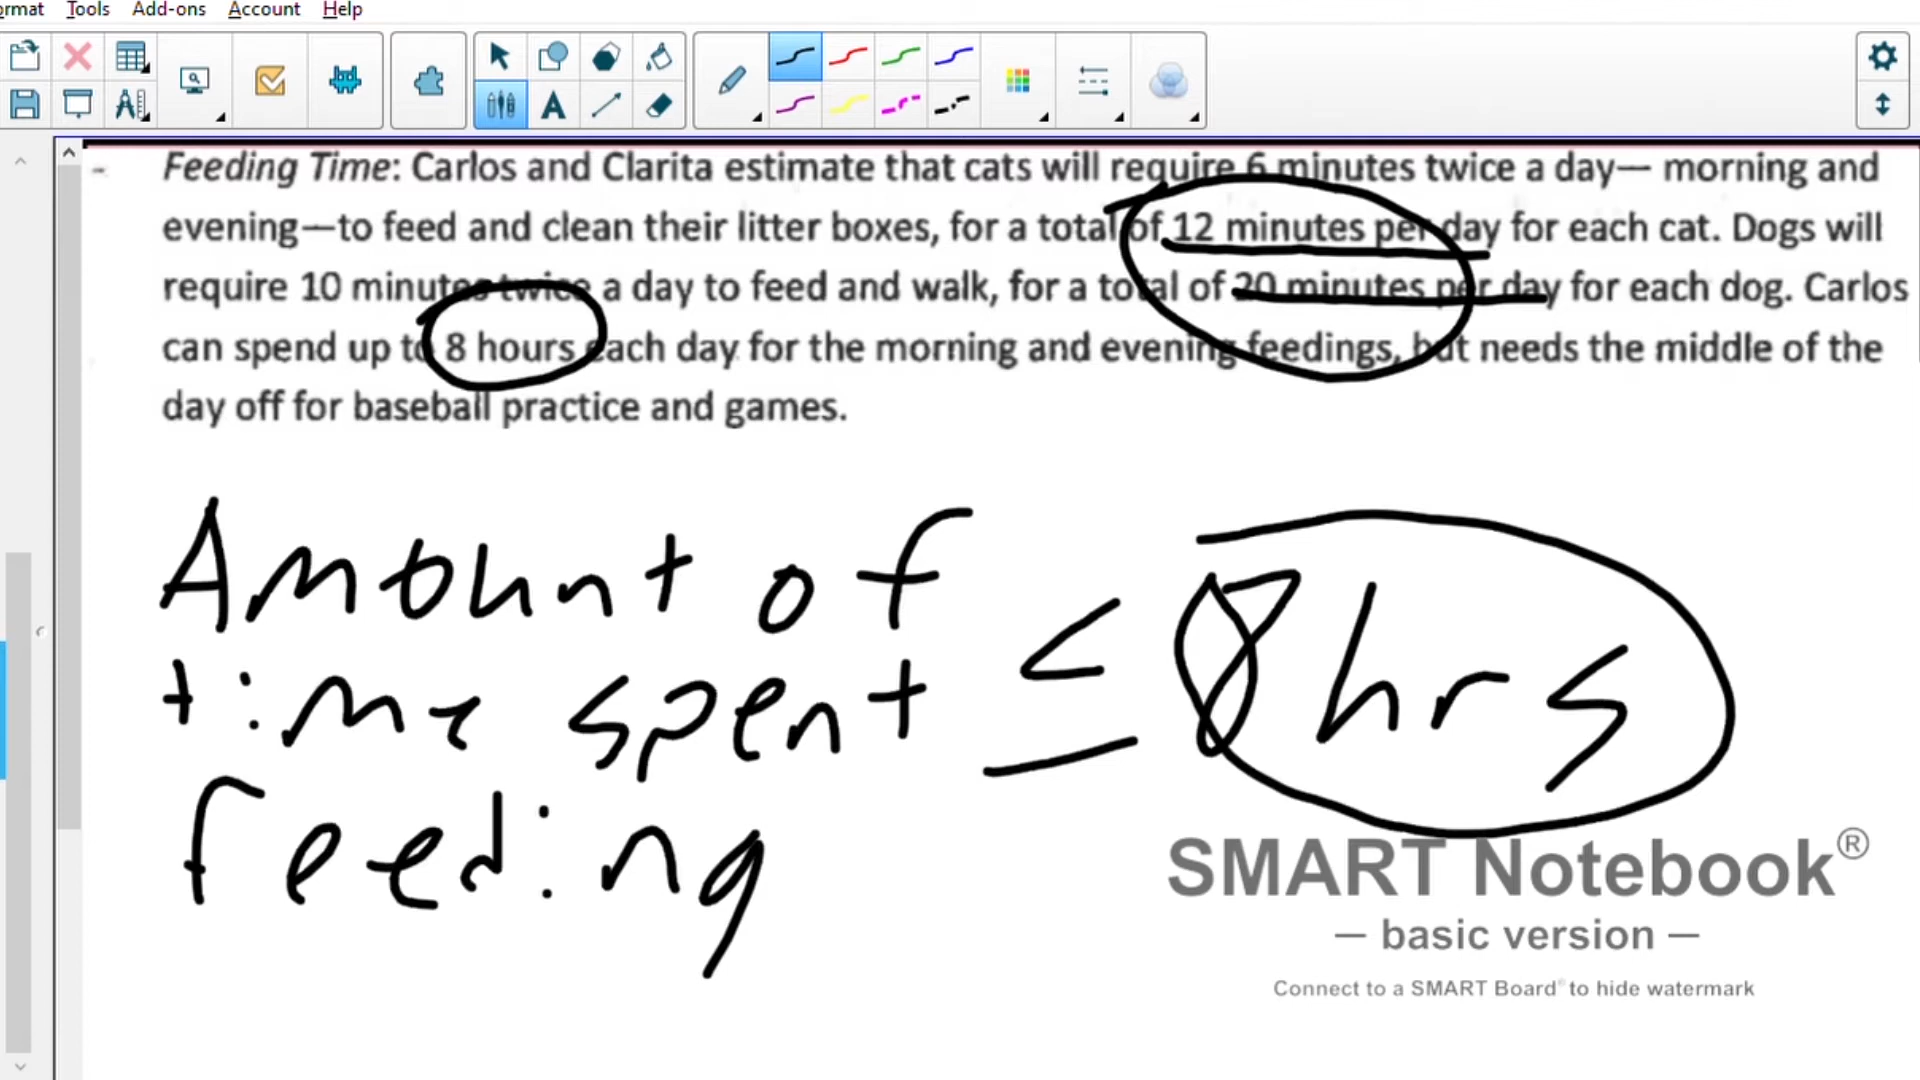 ormat Tools Add-ons Account Help
- Feeding Time: Carlos and Clarita estimate that cats will require 6 minutes twice a day— morning and
evening—to feed and clean their litter boxes, for a total of 12 minutes per day for each cat. Dogs will
require 10 minutes twice a day to feed and walk, for a total of 20 minutes per day for each dog. Carlos
can spend up to 8 hours each day for the morning and evening feedings, but needs the middle of the
day off for baseball practice and games.
Amount of
time spent ≤ 8hrs
feeding
SMART Notebook®
— basic version —
Connect to a SMART Board® to hide watermark